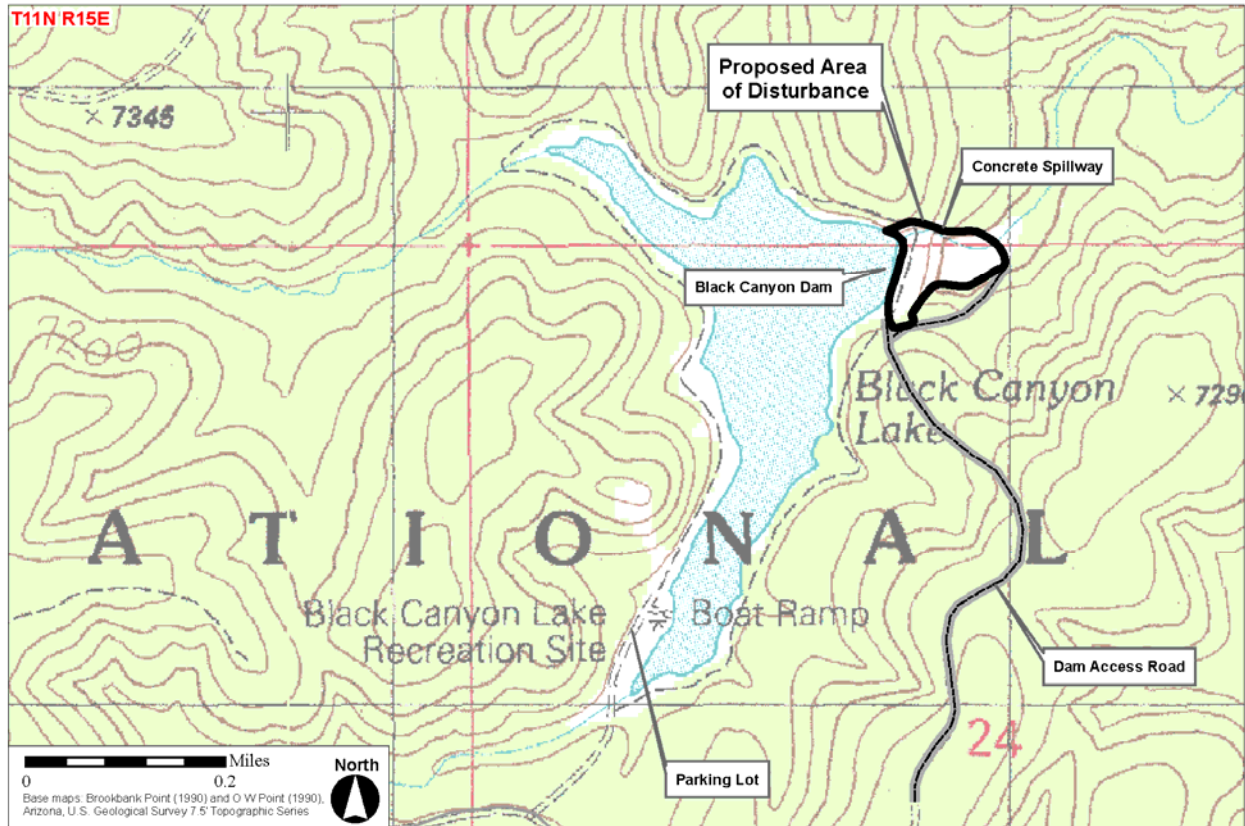 T11N R15E
7345
Proposed Area
of Disturbance
Concrete Spillway
Black Canyon Dam
7200
Black Canyon
Lake
729
A T I O N A L
Black Canyon Lake
Recreation Site
Boat Ramp
Dam Access Road
24
Parking Lot
Miles
0 0.2
North
Base maps: Brookbank Point (1990) and O W Point (1990),
Arizona, U.S. Geological Survey 7.5' Topographic Series